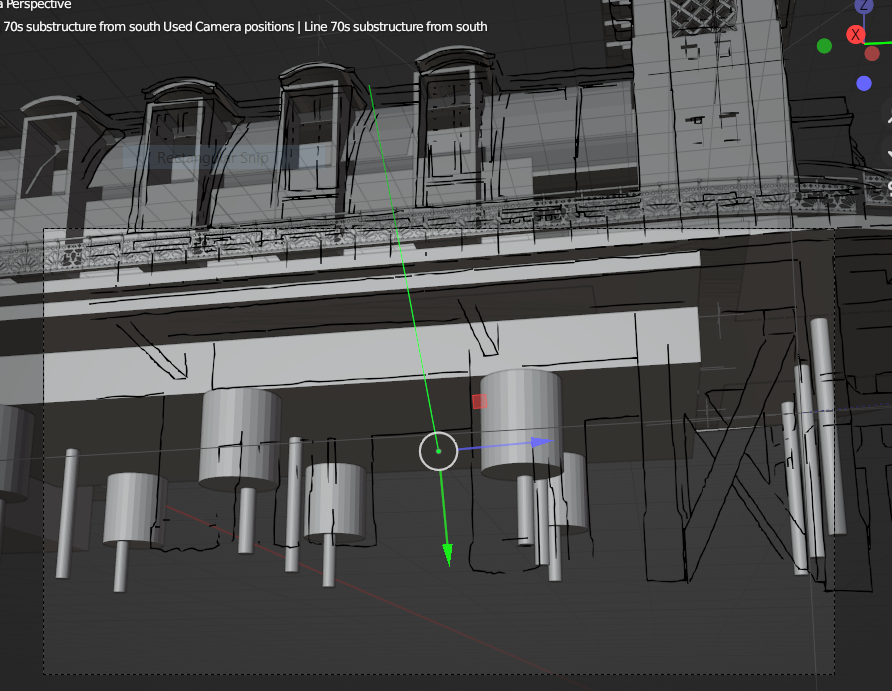 a Perspective
70s substructure from south Used Camera positions | Line 70s substructure from south
Z
X
Rectangular Snip